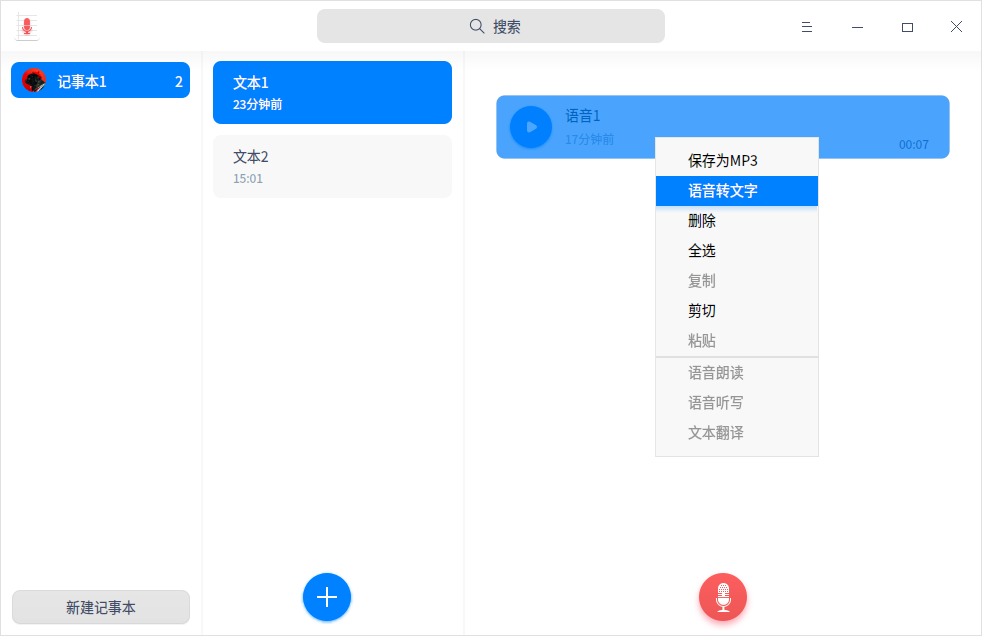 搜索
记事本1
2
文本1
23分钟前
文本2
15:01
语音1
17分钟前
00:07
保存为MP3
语音转文字
删除
全选
复制
剪切
粘贴
语音朗读
语音听写
文本翻译
新建记事本